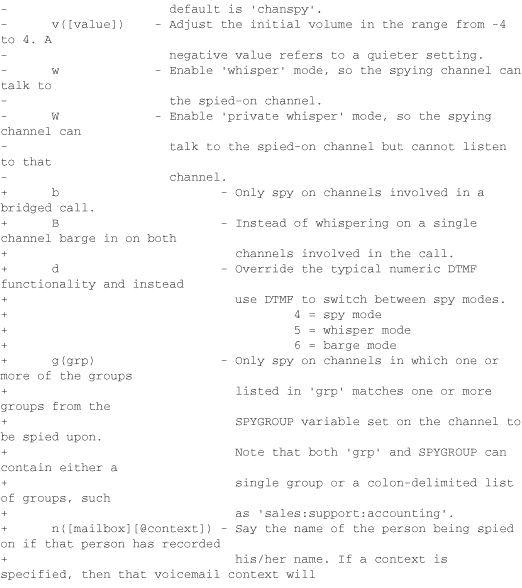 -                       default is 'chanspy'.
-      v([value])    - Adjust the initial volume in the range from -4
to 4. A
-                       negative value refers to a quieter setting.
-      w             - Enable 'whisper' mode, so the spying channel can
talk to
-                       the spied-on channel.
-      W             - Enable 'private whisper' mode, so the spying
channel can
-                       talk to the spied-on channel but cannot listen
to that
-                       channel.
+      b                      - Only spy on channels involved in a
bridged call.
+      B                      - Instead of whispering on a single
channel barge in on both
+                                channels involved in the call.
+      d                      - Override the typical numeric DTMF
functionality and instead
+                                use DTMF to switch between spy modes.
+                                        4 = spy mode
+                                        5 = whisper mode
+                                        6 = barge mode
+      g(grp)                 - Only spy on channels in which one or
more of the groups
+                                listed in 'grp' matches one or more
groups from the
+                                SPYGROUP variable set on the channel to
be spied upon.
+                                Note that both 'grp' and SPYGROUP can
contain either a
+                                single group or a colon-delimited list
of groups, such
+                                as 'sales:support:accounting'.
+      n([mailbox][@context]) - Say the name of the person being spied
on if that person has recorded
+                                his/her name. If a context is
specified, then that voicemail context will